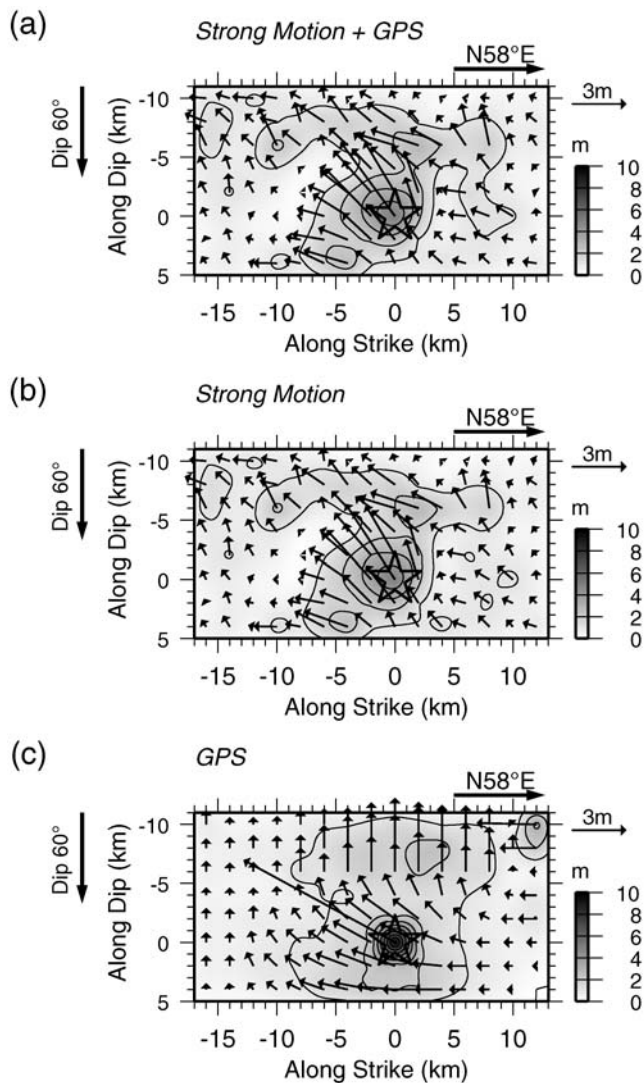 (a) Strong Motion + GPS
N58°E
3m
Dip 60°
Along Dip (km)
-10
-5
0
5
m
10
8
6
4
2
0
-15 -10 -5 0 5 10
Along Strike (km)
(b) Strong Motion
N58°E
3m
Dip 60°
Along Dip (km)
-10
-5
0
5
m
10
8
6
4
2
0
-15 -10 -5 0 5 10
Along Strike (km)
(c) GPS
N58°E
3m
Dip 60°
Along Dip (km)
-10
-5
0
5
m
10
8
6
4
2
0
-15 -10 -5 0 5 10
Along Strike (km)